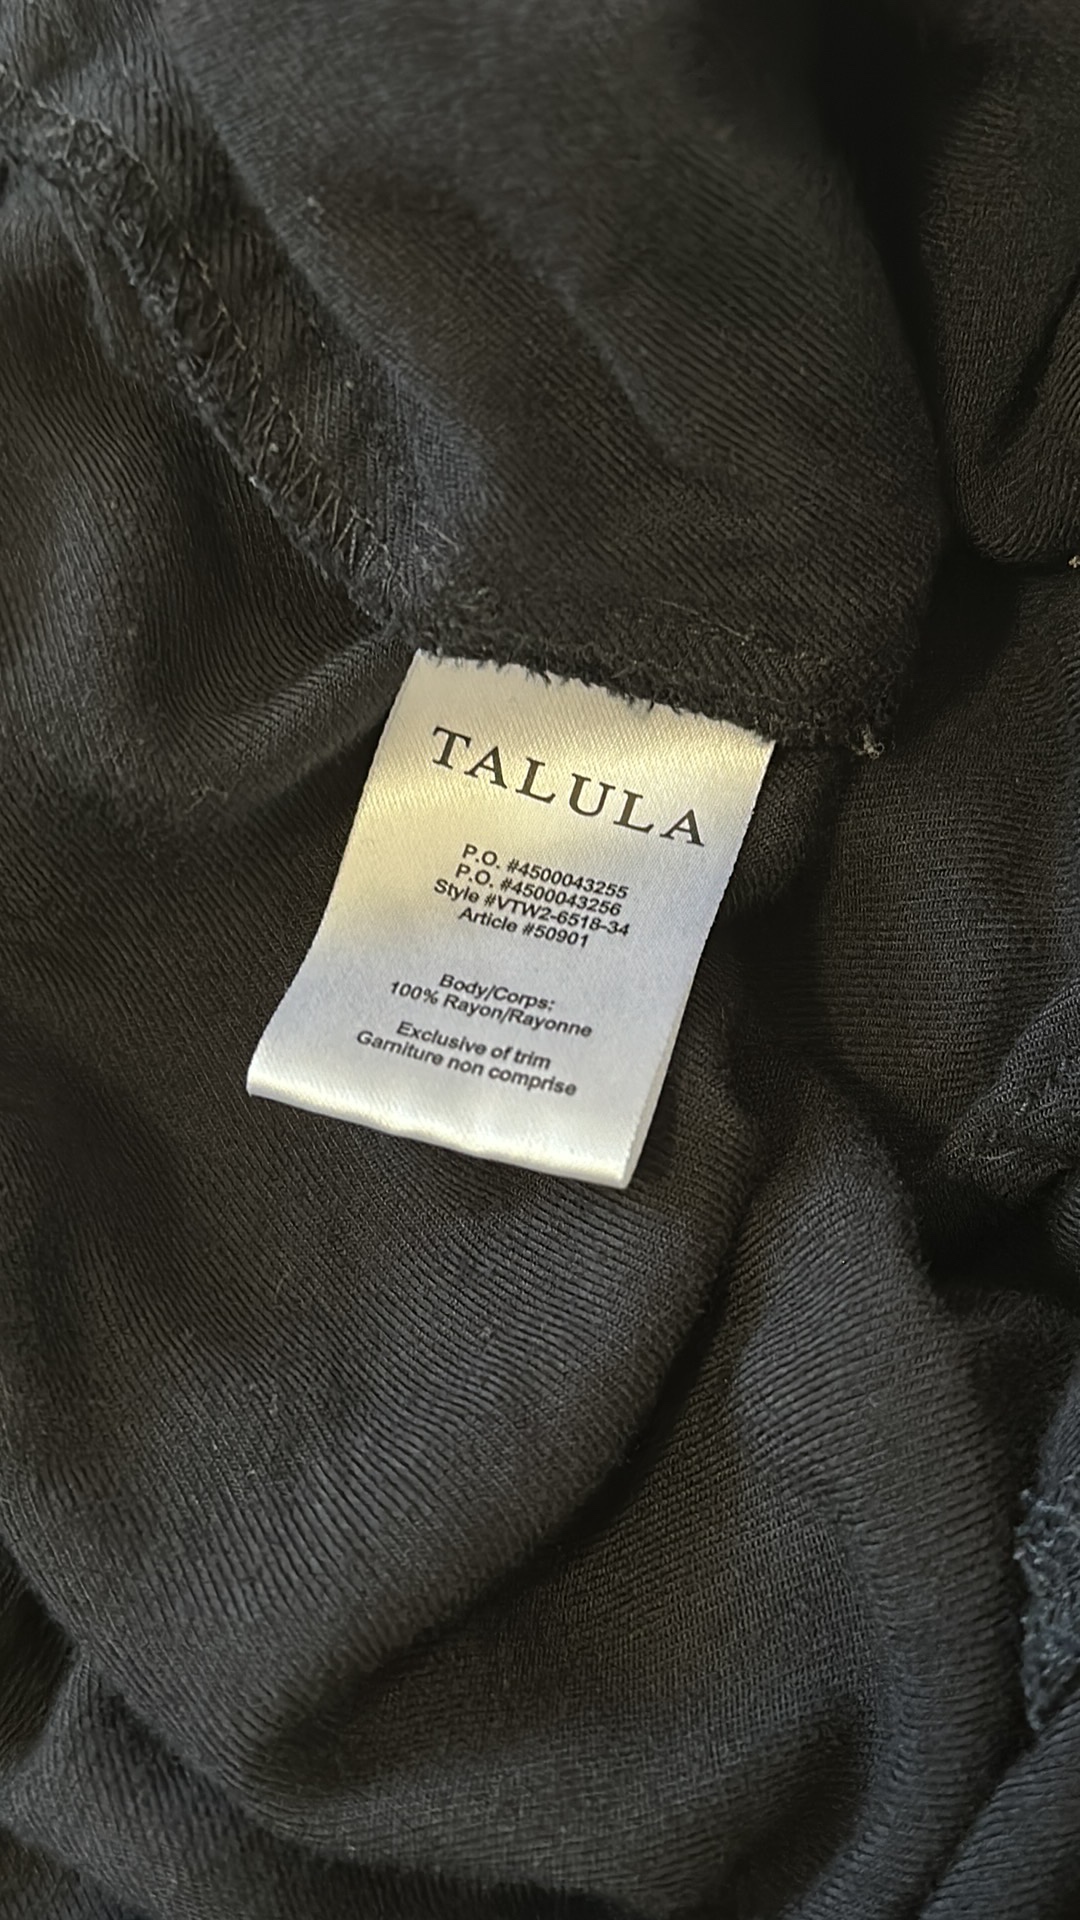 TALULA
P.O. #4500043255
P.O. #4500043256
Style #VTW2-6518-34
Article #50901
Body/Corps:
100% Rayon/Rayonne
Exclusive of trim
Garniture non comprise